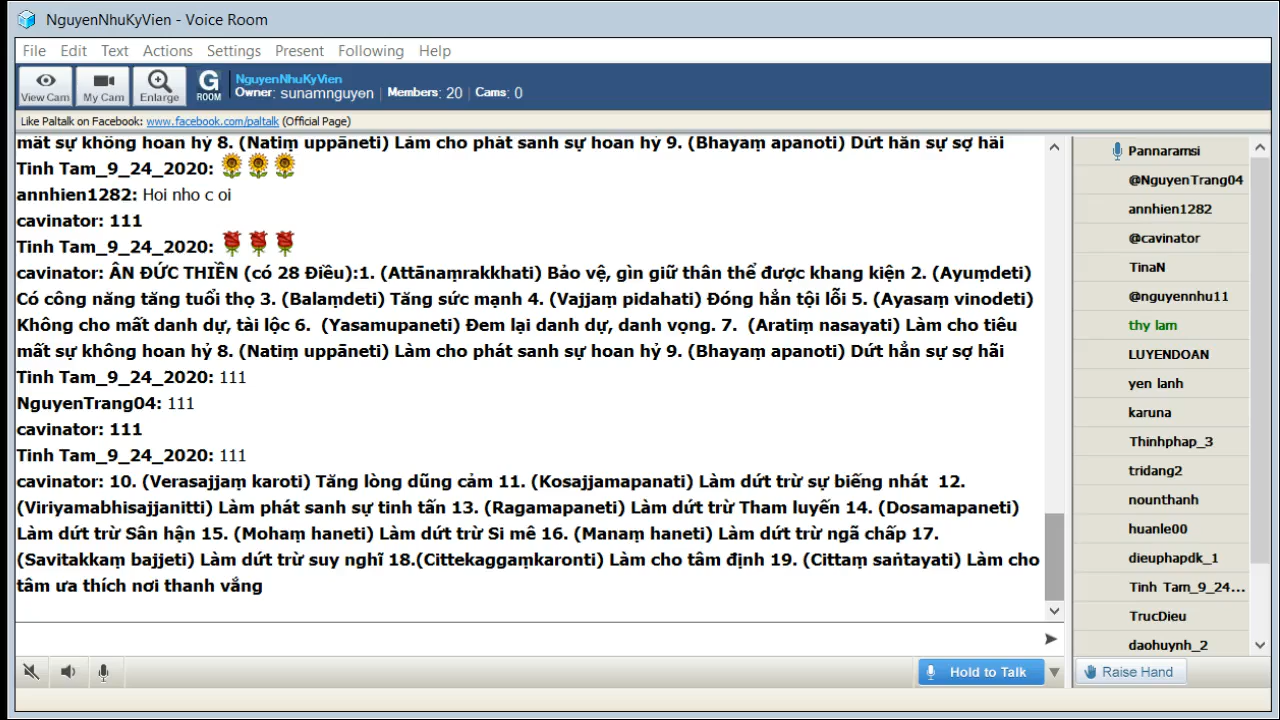 NguyenNhuKyVien - Voice Room
File Edit Text Actions Settings Present Following Help
View Cam My Cam Enlarge G ROOM NguyenNhuKyVien
Owner: sunamnguyen | Members: 20 | Cams: 0
Like Paltalk on Facebook: www.facebook.com/paltalk (Official Page)
mất sự không hoan hỷ 8. (Natiṃ uppāneti) Làm cho phát sanh sự hoan hỷ 9. (Bhayaṃ apanoti) Dứt hẳn sự sợ hãi
Tinh Tam_9_24_2020:
annhien1282: Hoi nho c oi
cavinator: 111
Tinh Tam_9_24_2020:
cavinator: ÂN ĐỨC THIỀN (có 28 Điều):1. (Attānaṃrakkhati) Bảo vệ, gìn giữ thân thể được khang kiện 2. (Ayuṃdeti)
Có công năng tăng tuổi thọ 3. (Balaṃdeti) Tăng sức mạnh 4. (Vajjaṃ pidahati) Đóng hẳn tội lỗi 5. (Ayasaṃ vinodeti)
Không cho mất danh dự, tài lộc 6. (Yasamupaneti) Đem lại danh dự, danh vọng. 7. (Aratiṃ nasayati) Làm cho tiêu
mất sự không hoan hỷ 8. (Natiṃ uppāneti) Làm cho phát sanh sự hoan hỷ 9. (Bhayaṃ apanoti) Dứt hẳn sự sợ hãi
Tinh Tam_9_24_2020: 111
NguyenTrang04: 111
cavinator: 111
Tinh Tam_9_24_2020: 111
cavinator: 10. (Verasajjaṃ karoti) Tăng lòng dũng cảm 11. (Kosajjamapanati) Làm dứt trừ sự biếng nhát 12.
(Viriyamabhisajjanitti) Làm phát sanh sự tinh tấn 13. (Ragamapaneti) Làm dứt trừ Tham luyến 14. (Dosamapaneti)
Làm dứt trừ Sân hận 15. (Mohaṃ haneti) Làm dứt trừ Si mê 16. (Manaṃ haneti) Làm dứt trừ ngã chấp 17.
(Savitakkaṃ bajjeti) Làm dứt trừ suy nghĩ 18.(Cittekaggaṃkaronti) Làm cho tâm định 19. (Cittaṃ saṅtayati) Làm cho
tâm ưa thích nơi thanh vắng
Pannaramsi
@NguyenTrang04
annhien1282
@cavinator
TinaN
@nguyennhu11
thy lam
LUYENDOAN
yen lanh
karuna
Thinhphap_3
tridang2
nounthanh
huanle00
dieuphapdk_1
Tinh Tam_9_24...
TrucDieu
daohuynh_2
Hold to Talk
Raise Hand